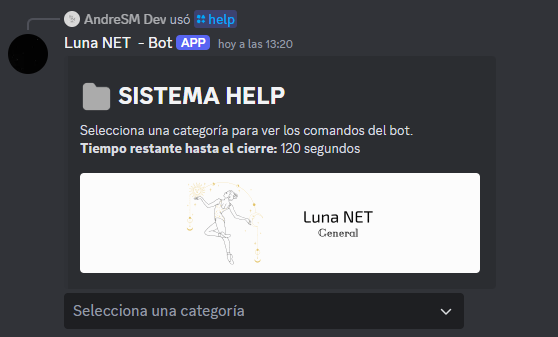 AndreSM Dev usó help
Luna NET - Bot APP hoy a las 13:20
SISTEMA HELP
Selecciona una categoría para ver los comandos del bot.
Tiempo restante hasta el cierre: 120 segundos
Luna NET
General
Selecciona una categoría